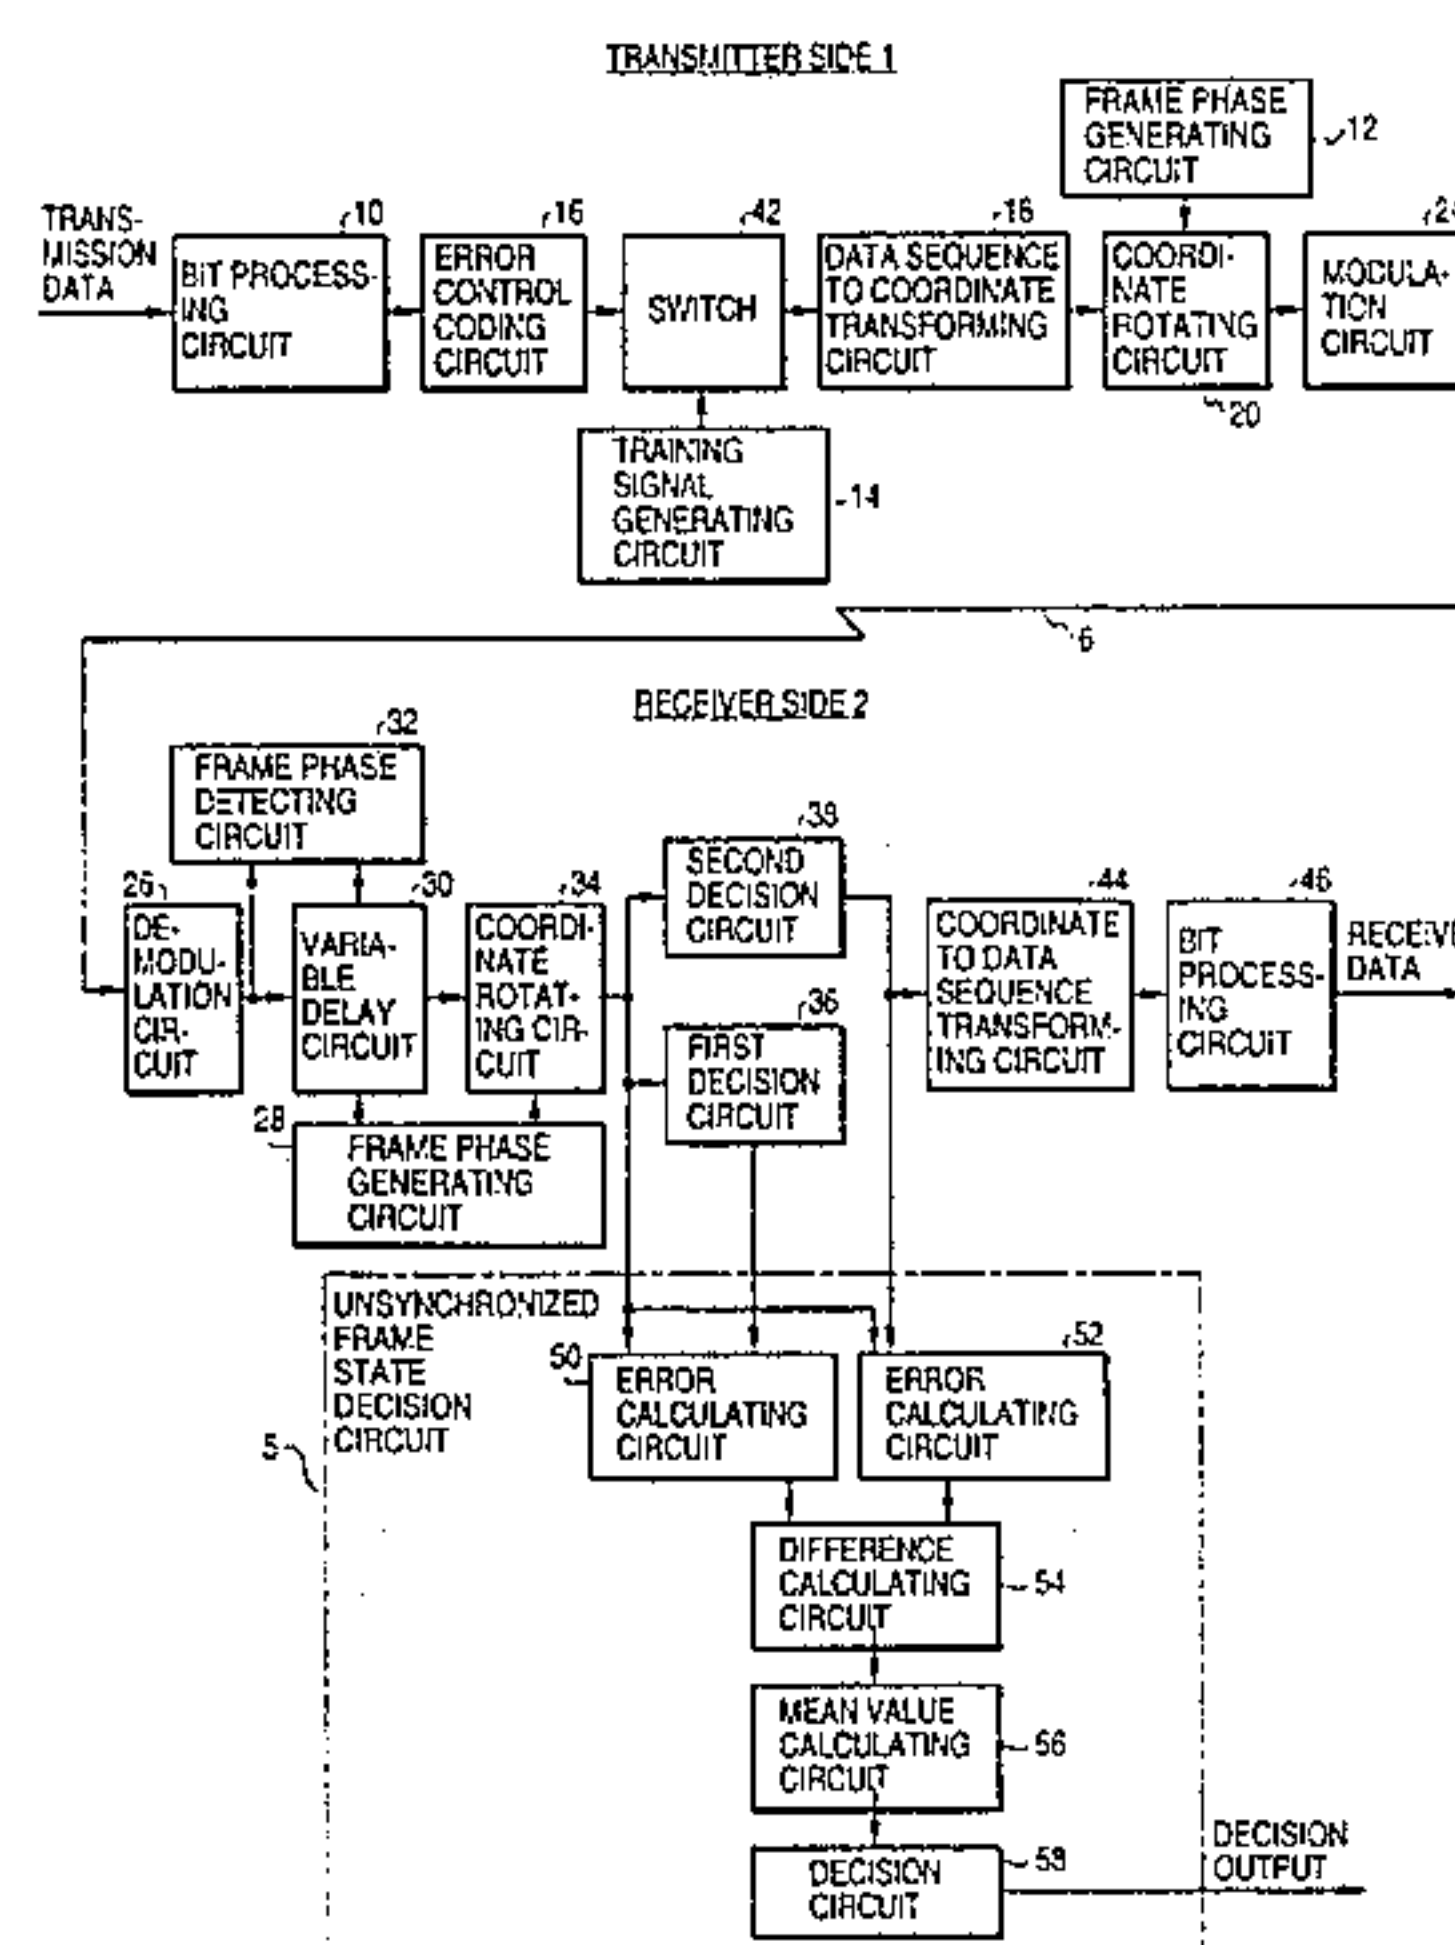 TRANSMITTER SIDE 1
FRAME PHASE
GENERATING
CIRCUIT
12
TRANS-
MISSION
DATA
10
BIT PROCESS-
ING
CIRCUIT
16
ERROR
CONTROL
CODING
CIRCUIT
42
SWITCH
18
DATA SEQUENCE
TO COORDINATE
TRANSFORMING
CIRCUIT
COORDI-
NATE
ROTATING
CIRCUIT
20
MODULA-
TION
CIRCUIT
TRAINING
SIGNAL
GENERATING
CIRCUIT
14
6
RECEIVER SIDE 2
32
FRAME PHASE
DETECTING
CIRCUIT
26
DE-
MODU-
LATION
CIR-
CUIT
30
VARIA-
BLE
DELAY
CIRCUIT
34
COORDI-
NATE
ROTAT-
ING CIR-
CUIT
28
FRAME PHASE
GENERATING
CIRCUIT
38
SECOND
DECISION
CIRCUIT
36
FIRST
DECISION
CIRCUIT
44
COORDINATE
TO DATA
SEQUENCE
TRANSFORM-
ING CIRCUIT
46
BIT
PROCESS-
ING
CIRCUIT
RECEIVE
DATA
UNSYNCHRONIZED
FRAME
STATE
DECISION
CIRCUIT
5
50
ERROR
CALCULATING
CIRCUIT
52
ERROR
CALCULATING
CIRCUIT
DIFFERENCE
CALCULATING
CIRCUIT
54
MEAN VALUE
CALCULATING
CIRCUIT
56
DECISION
CIRCUIT
58
DECISION
OUTPUT